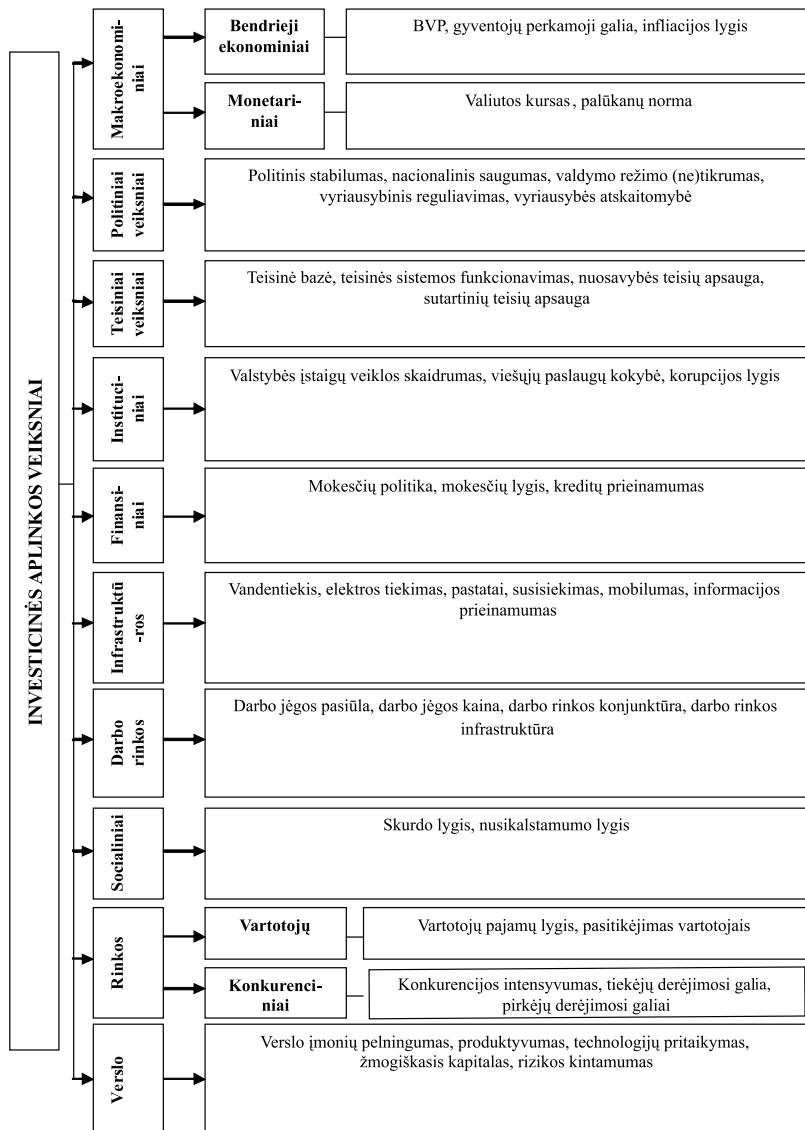 INVESTICINĖS APLINKOS VEIKSNIAI
Makroekonomi-
niai
Bendrieji
ekonominiai
BVP, gyventojų perkamoji galia, infliacijos lygis
Monetari-
niai
Valiutos kursas, palūkanų norma
Politiniai
veiksniai
Politinis stabilumas, nacionalinis saugumas, valdymo režimo (ne)tikrumas,
vyriausybinis reguliavimas, vyriausybės atskaitomybė
Teisiniai
veiksniai
Teisinė bazė, teisinės sistemos funkcionavimas, nuosavybės teisių apsauga,
sutartinių teisių apsauga
Instituci-
niai
Valstybės įstaigų veiklos skaidrumas, viešųjų paslaugų kokybė, korupcijos lygis
Finansi-
niai
Mokesčių politika, mokesčių lygis, kreditų prieinamumas
Infrastruktū
-ros
Vandentiekis, elektros tiekimas, pastatai, susisiekimas, mobilumas, informacijos
prieinamumas
Darbo
rinkos
Darbo jėgos pasiūla, darbo jėgos kaina, darbo rinkos konjunktūra, darbo rinkos
infrastruktūra
Socialiniai
Skurdo lygis, nusikalstamumo lygis
Rinkos
Vartotojų
Vartotojų pajamų lygis, pasitikėjimas vartotojais
Konkurenci-
niai
Konkurencijos intensyvumas, tiekėjų derėjimosi galia,
pirkėjų derėjimosi galiai
Verslo
Verslo įmonių pelningumas, produktyvumas, technologijų pritaikymas,
žmogiškasis kapitalas, rizikos kintamumas